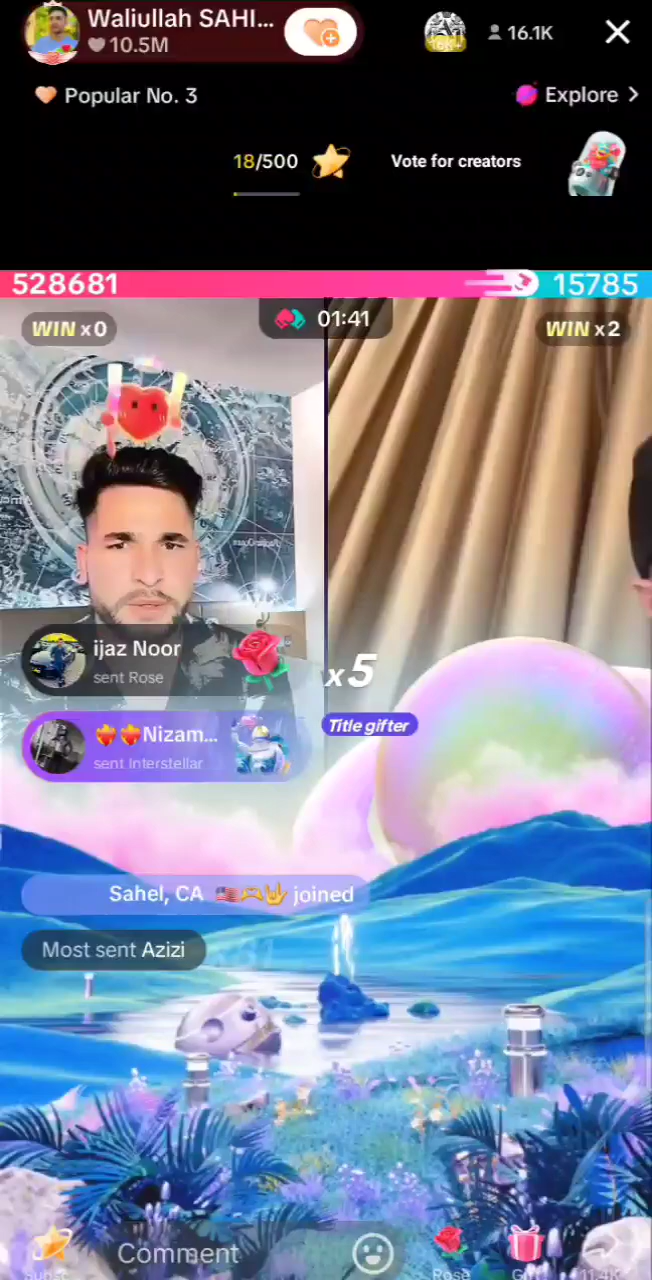 Waliullah SAHI...
10.5M
16.1K
Popular No. 3
Explore
18/500
Vote for creators
528681
15785
WIN x0
01:41
WIN x2
ijaz Noor
sent Rose
x5
Title gifter
❤️‍🔥❤️‍🔥Nizam...
sent Interstellar
Sahel, CA 🇺🇸🫶🤟 joined
Most sent Azizi
Comment
Rose